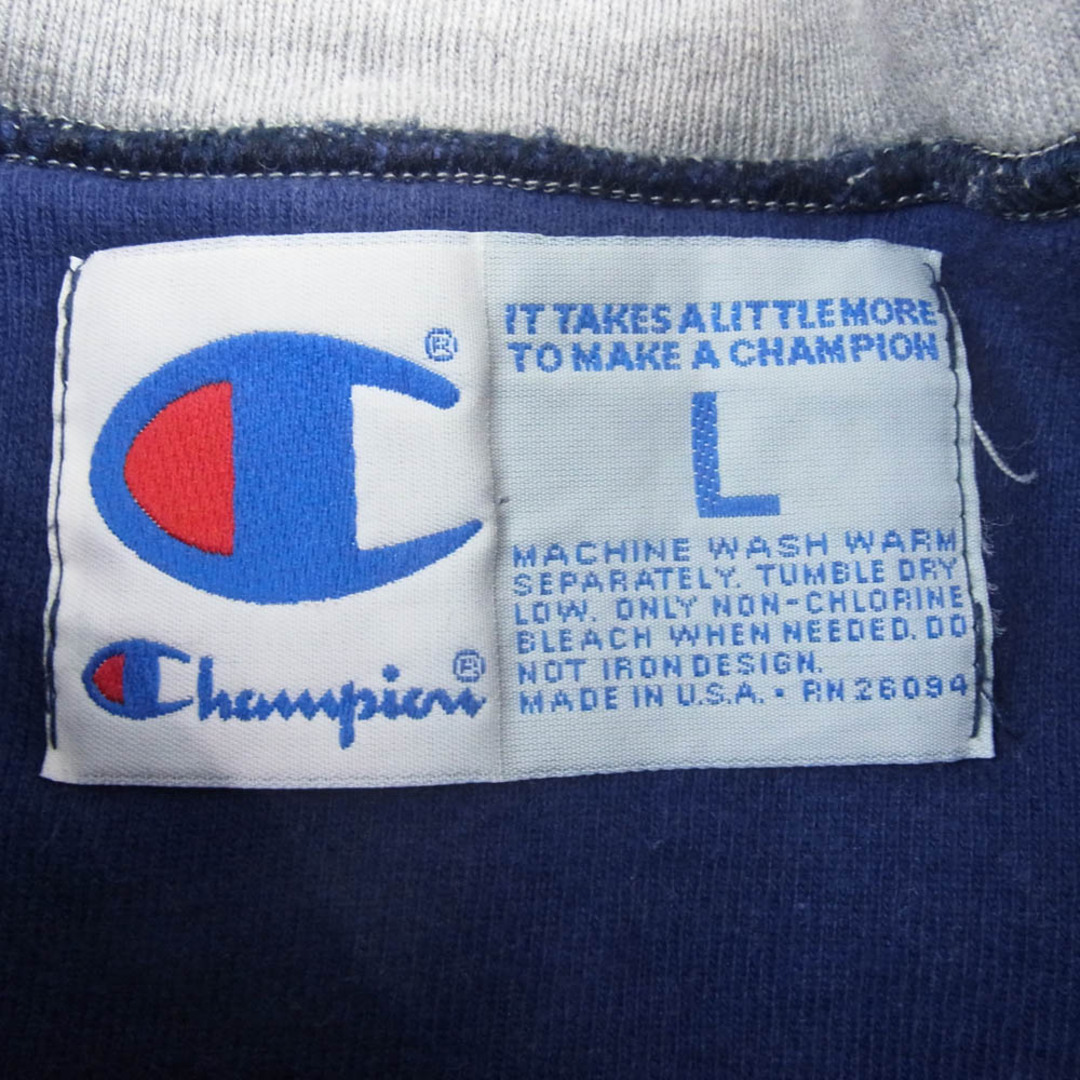 ®
Champion®
IT TAKES A LITTLE MORE
TO MAKE A CHAMPION
L
MACHINE WASH WARM
SEPARATELY. TUMBLE DRY
LOW. ONLY NON-CHLORINE
BLEACH WHEN NEEDED. DO
NOT IRON DESIGN.
MADE IN U.S.A. • RN 26094